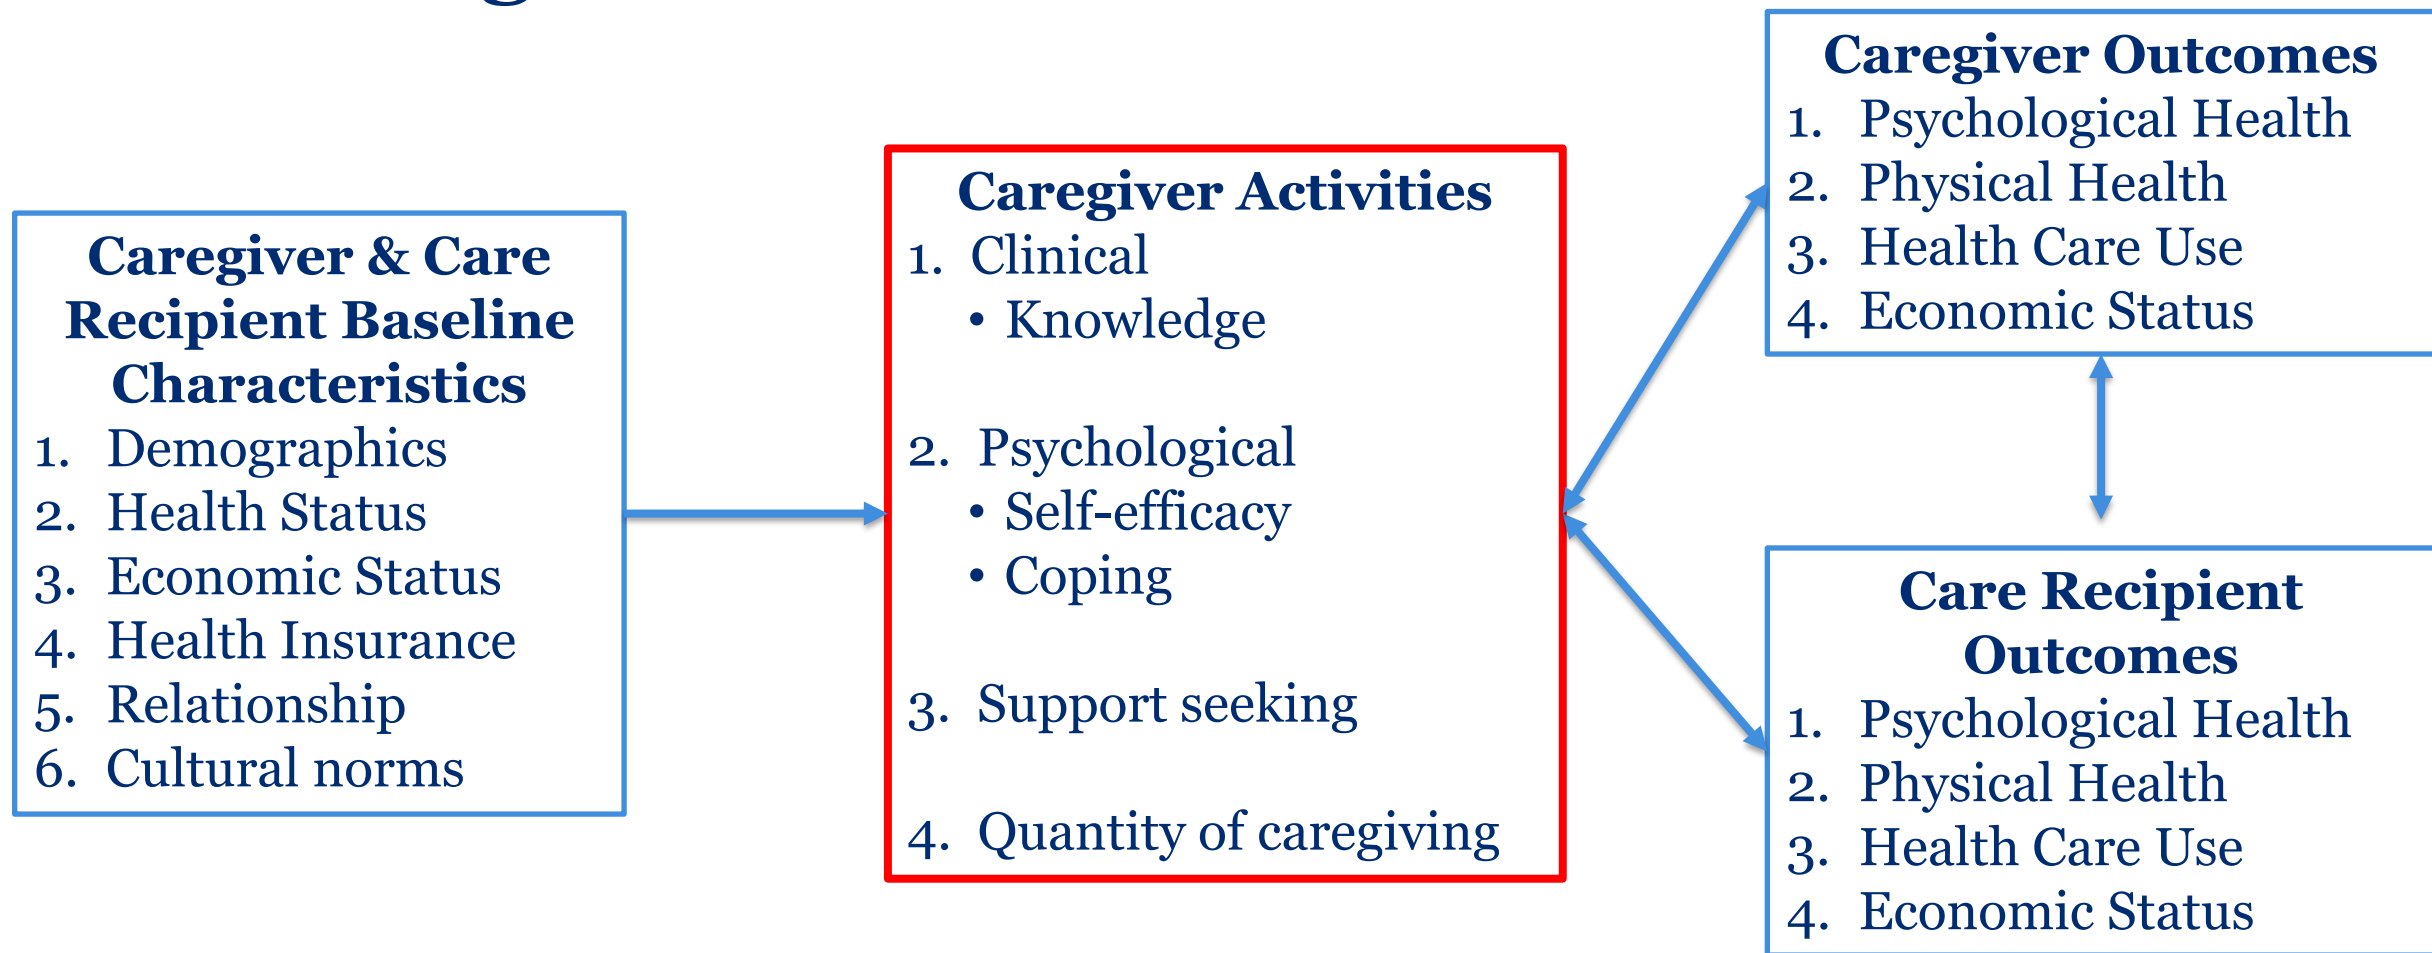 Caregiver & Care
Recipient Baseline
Characteristics
1. Demographics
2. Health Status
3. Economic Status
4. Health Insurance
5. Relationship
6. Cultural norms
Caregiver Activities
1. Clinical
• Knowledge
2. Psychological
• Self-efficacy
• Coping
3. Support seeking
4. Quantity of caregiving
Caregiver Outcomes
1. Psychological Health
2. Physical Health
3. Health Care Use
4. Economic Status
Care Recipient
Outcomes
1. Psychological Health
2. Physical Health
3. Health Care Use
4. Economic Status